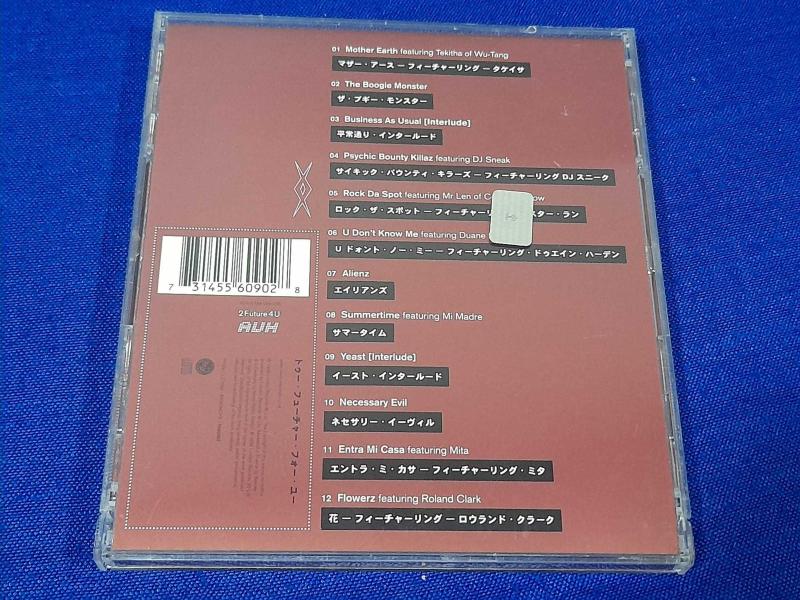 01 Mother Earth featuring Tekitha of Wu-Tang
マザー・アース ー フィーチャーリング ー タケイサ
02 The Boogie Monster
ザ・ブギー・モンスター
03 Business As Usual [Interlude]
平常通り・インタールード
04 Psychic Bounty Killaz featuring DJ Sneak
サイキック・バウンティ・キラーズ ー フィーチャーリング DJ スニーク
05 Rock Da Spot featuring Mr Len of
ロック・ザ・スポット ー フィーチャーリ スター・ラン
06 U Don't Know Me featuring Duane
U ドォント・ノー・ミー ー フィーチャーリング・ドゥエイン・ハーデン
07 Alienz
エイリアンズ
08 Summertime featuring Mi Madre
サマータイム
09 Yeast [Interlude]
イースト・インタールード
10 Necessary Evil
ネセサリー・イーヴィル
11 Entra Mi Casa featuring Mita
エントラ・ミ・カサ ー フィーチャーリング・ミタ
12 Flowerz featuring Roland Clark
花 ー フィーチャーリング ー ロウランド・クラーク
7 31455 60902 8
2 Future 4 U
AVH
トゥー・フューチャー・フォー・ユー